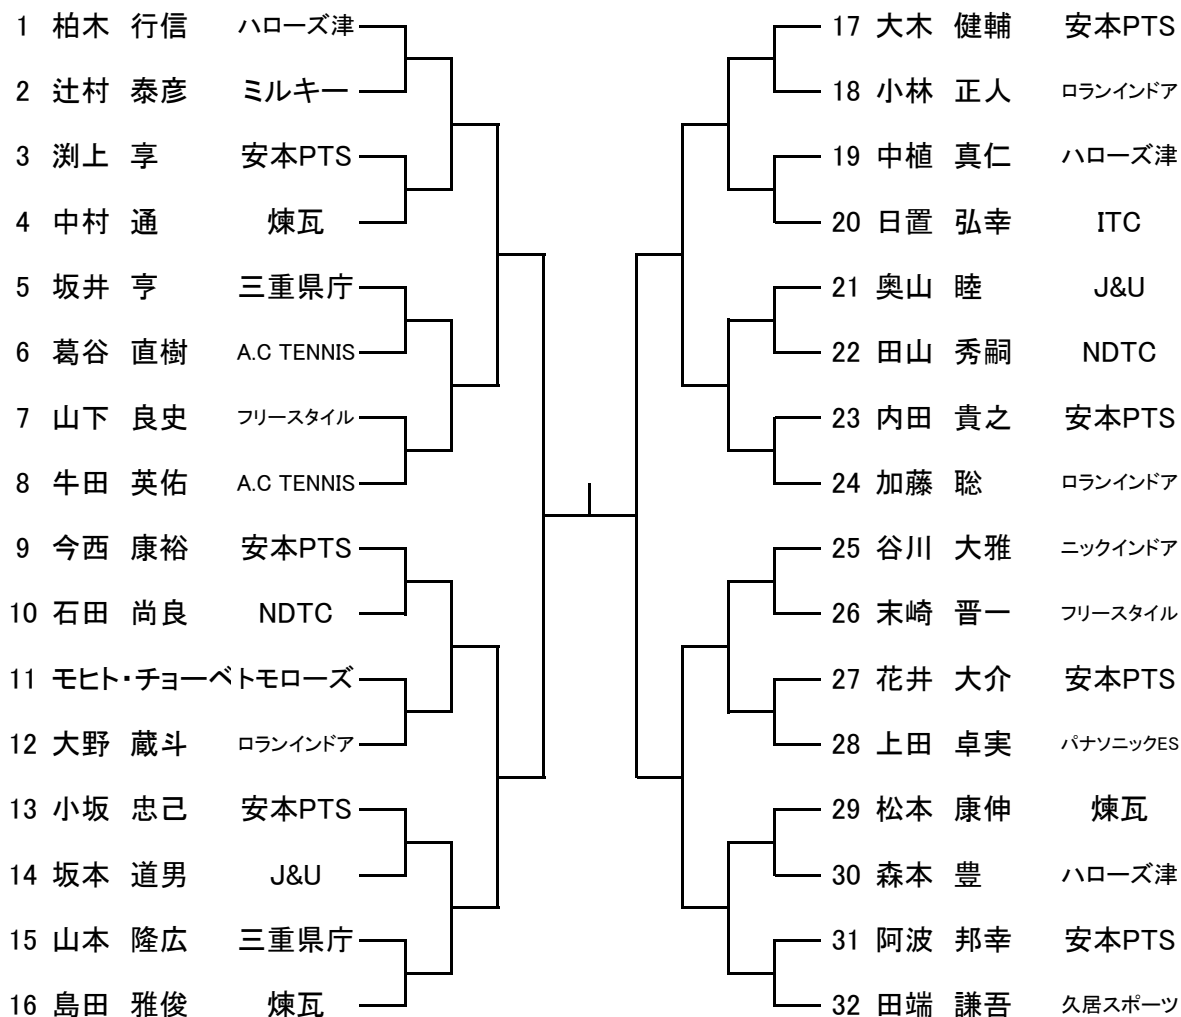 1 柏木 行信 ハローズ津
2 辻村 泰彦 ミルキー
3 渕上 享 安本PTS
4 中村 通 煉瓦
5 坂井 亨 三重県庁
6 葛谷 直樹 A.C TENNIS
7 山下 良史 フリースタイル
8 牛田 英佑 A.C TENNIS
9 今西 康裕 安本PTS
10 石田 尚良 NDTC
11 モヒト・チョーベ トモローズ
12 大野 蔵斗 ロランインドア
13 小坂 忠己 安本PTS
14 坂本 道男 J&U
15 山本 隆広 三重県庁
16 島田 雅俊 煉瓦
17 大木 健輔 安本PTS
18 小林 正人 ロランインドア
19 中植 真仁 ハローズ津
20 日置 弘幸 ITC
21 奥山 睦 J&U
22 田山 秀嗣 NDTC
23 内田 貴之 安本PTS
24 加藤 聡 ロランインドア
25 谷川 大雅 ニックインドア
26 末崎 晋一 フリースタイル
27 花井 大介 安本PTS
28 上田 卓実 パナソニックES
29 松本 康伸 煉瓦
30 森本 豊 ハローズ津
31 阿波 邦幸 安本PTS
32 田端 謙吾 久居スポーツ